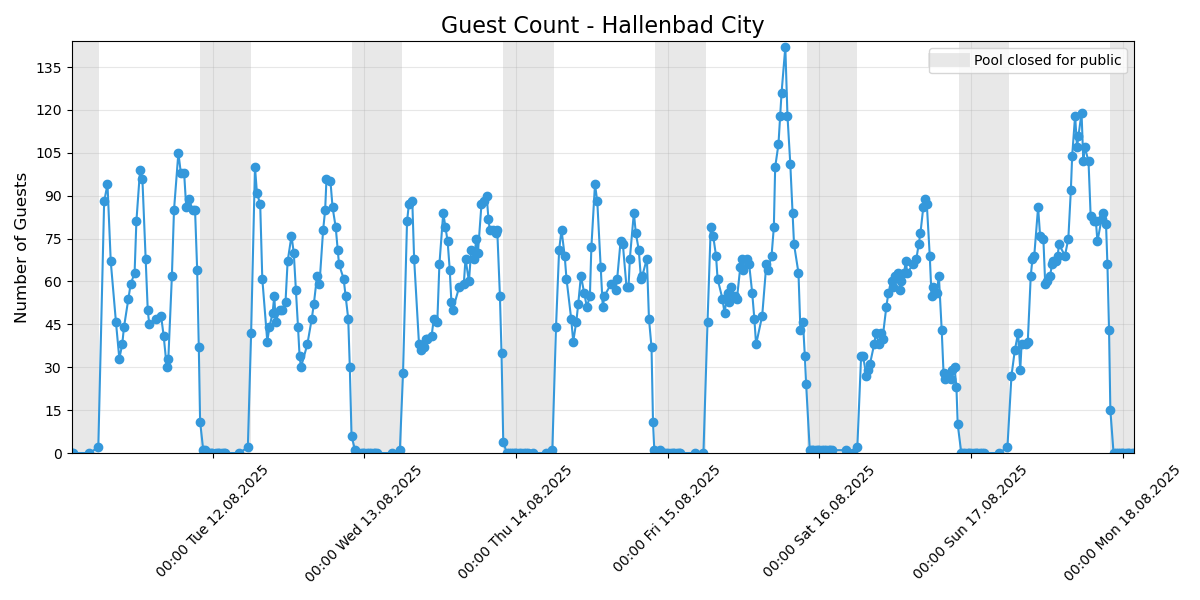 Guest Count - Hallenbad City
Pool closed for public
Number of Guests
135
120
105
90
75
60
45
30
15
0
00:00 Tue 12.08.2025
00:00 Wed 13.08.2025
00:00 Thu 14.08.2025
00:00 Fri 15.08.2025
00:00 Sat 16.08.2025
00:00 Sun 17.08.2025
00:00 Mon 18.08.2025